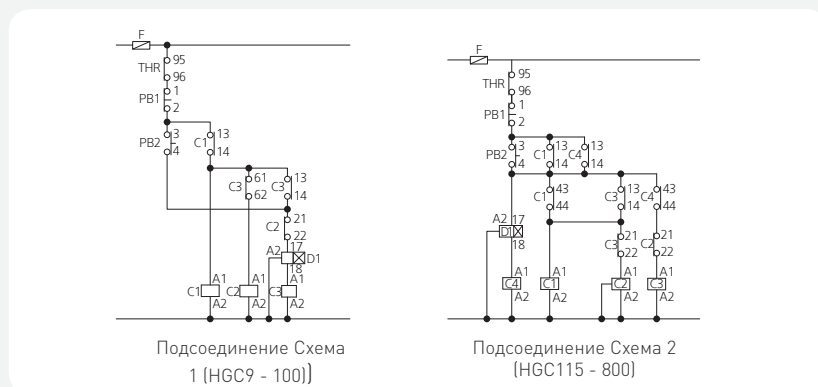 F
95
THR
96
1
PB1
2
3
PB2
4
C1
13
14
C3
61
62
C3
13
14
C2
21
22
A2
17
D1
18
C1
A1
A2
C2
A1
A2
C3
A1
A2
Подсоединение Схема
1 (HGC9 - 100))
F
95
THR
96
1
PB1
2
3
PB2
4
C1
13
14
C4
13
14
C1
43
44
C3
13
14
C4
43
44
A2
17
D1
18
C3
21
22
C2
21
22
A1
C4
A2
A1
C1
A2
A1
C2
A2
A1
C3
A2
Подсоединение Схема 2
(HGC115 - 800)